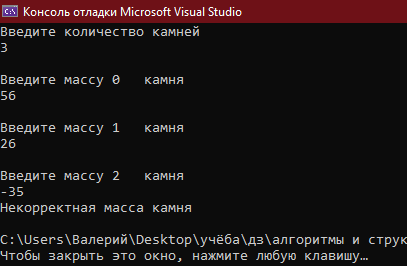 Консоль отладки Microsoft Visual Studio
Введите количество камней
3
Введите массу 0 камня
56
Введите массу 1 камня
26
Введите массу 2 камня
-35
Некорректная масса камня
C:\Users\Валерий\Desktop\учёба\дз\алгоритмы и струк
Чтобы закрыть это окно, нажмите любую клавишу…